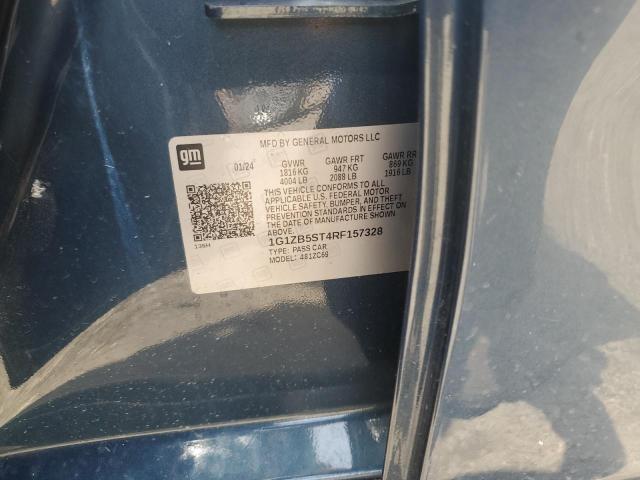 MFD BY GENERAL MOTORS LLC
gm
01/24
GVWR GAWR FRT GAWR RR
1816 KG 947 KG 869 KG
4004 LB 2088 LB 1916 LB
THIS VEHICLE CONFORMS TO ALL
APPLICABLE U.S. FEDERAL MOTOR
VEHICLE SAFETY, BUMPER, AND THEFT
PREVENTION STANDARDS IN EFFECT ON
THE DATE OF MANUFACTURE SHOWN
ABOVE.
1G1ZB5ST4RF157328
TYPE: PASS CAR
MODEL: 481ZC69